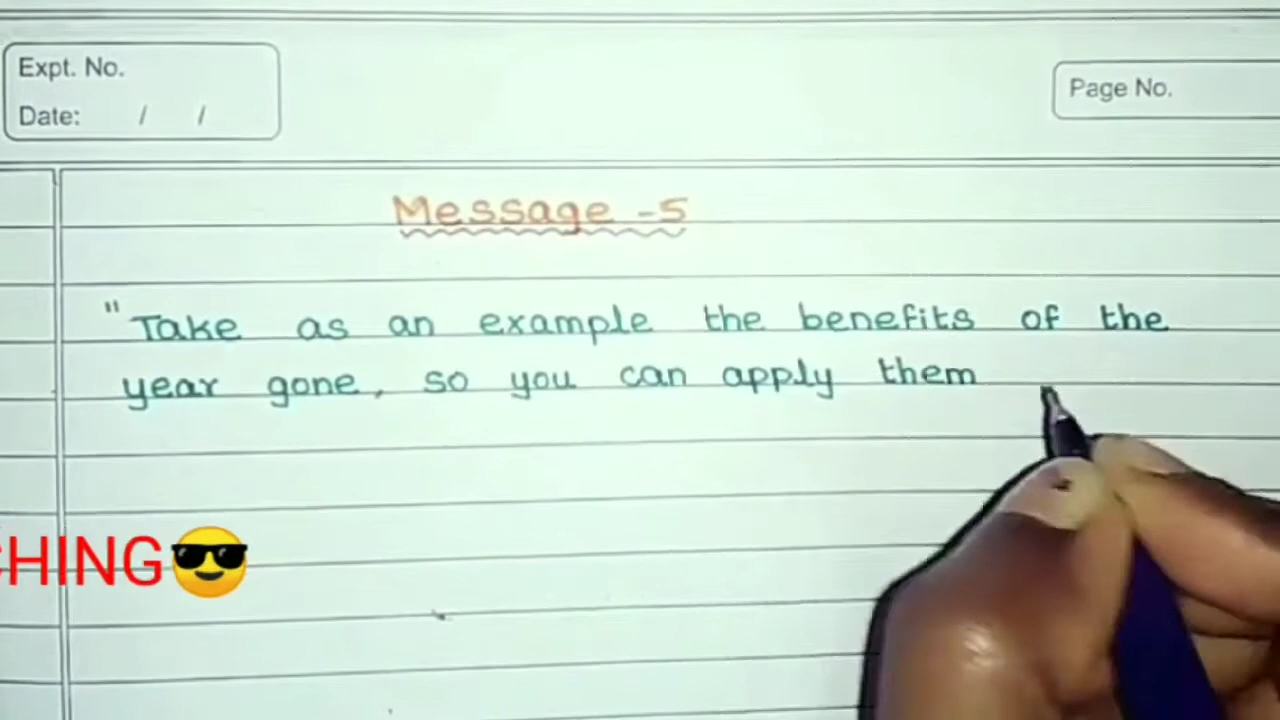 Expt. No.
Date: / /
Page No.
Message -5
"Take as an example the benefits of the
year gone, so you can apply them
CHING😎